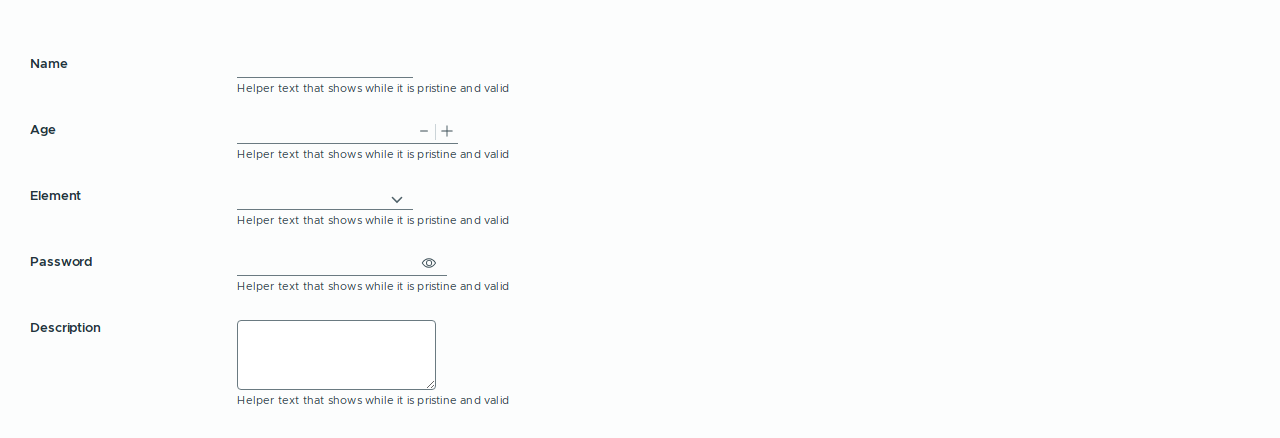 Name
Helper text that shows while it is pristine and valid
Age
Helper text that shows while it is pristine and valid
Element
Helper text that shows while it is pristine and valid
Password
Helper text that shows while it is pristine and valid
Description
Helper text that shows while it is pristine and valid